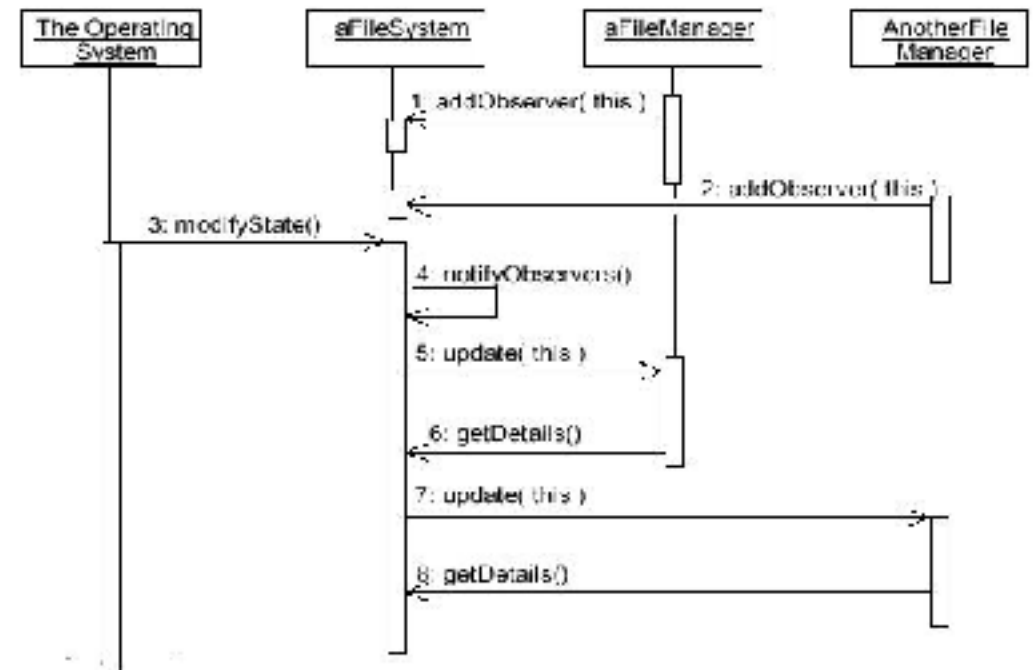 The Operating
System
aFileSystem
aFileManager
AnotherFile
Manager
1: addObserver( this )
2: addObserver( this )
3: modifyState()
4: notifyObservers()
5: update( this )
6: getDetails()
7: update( this )
8: getDetails()